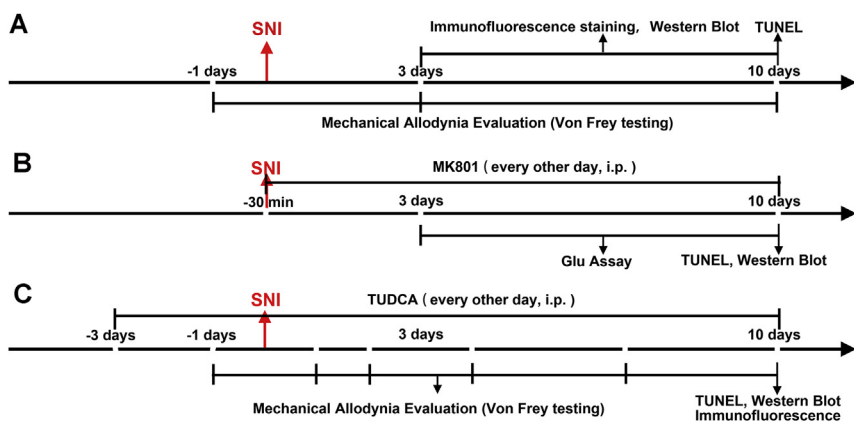 A
Immunofluorescence staining, Western Blot TUNEL
SNI
-1 days 3 days 10 days
Mechanical Allodynia Evaluation (Von Frey testing)
B
SNI MK801 ( every other day, i.p. )
-30 min 3 days 10 days
Glu Assay TUNEL, Western Blot
C
SNI TUDCA ( every other day, i.p. )
-3 days -1 days 3 days 10 days
Mechanical Allodynia Evaluation (Von Frey testing) TUNEL, Western Blot
Immunofluorescence